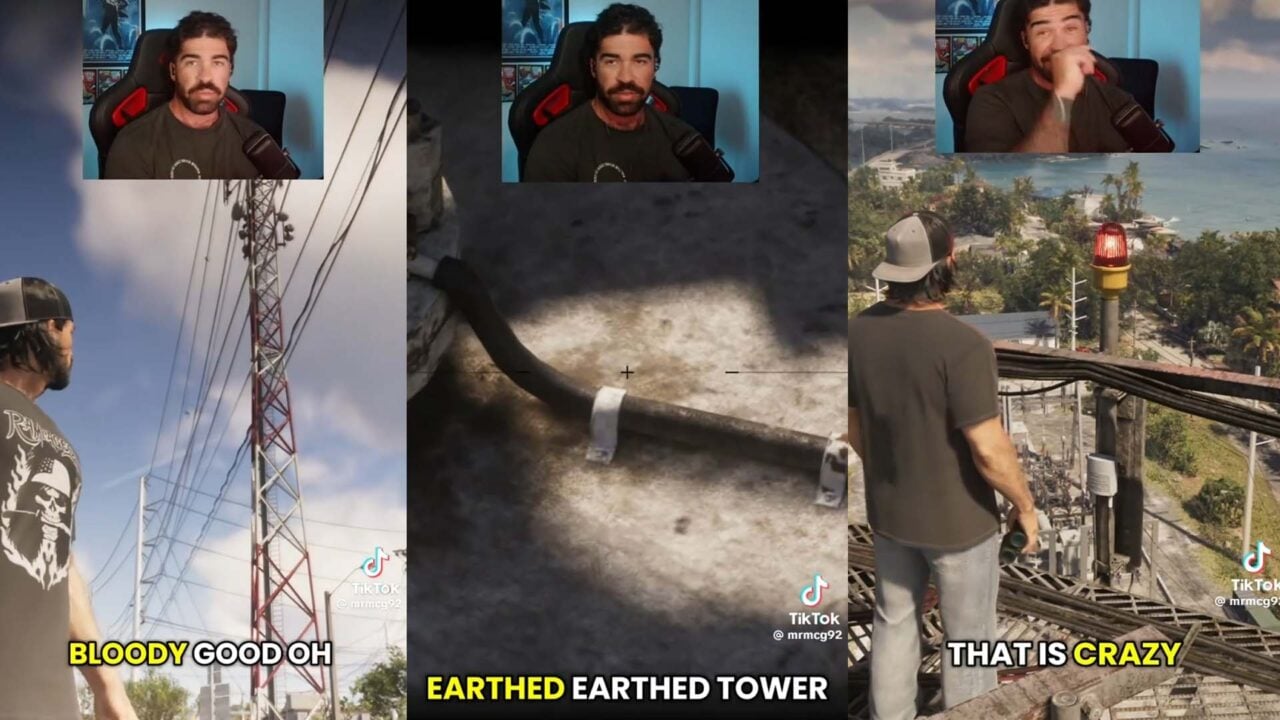 TikTok
@ mrmcg92
BLOODY GOOD OH
TikTok
@ mrmcg92
EARTHED EARTHED TOWER
TikTok
@ mrmcg92
THAT IS CRAZY